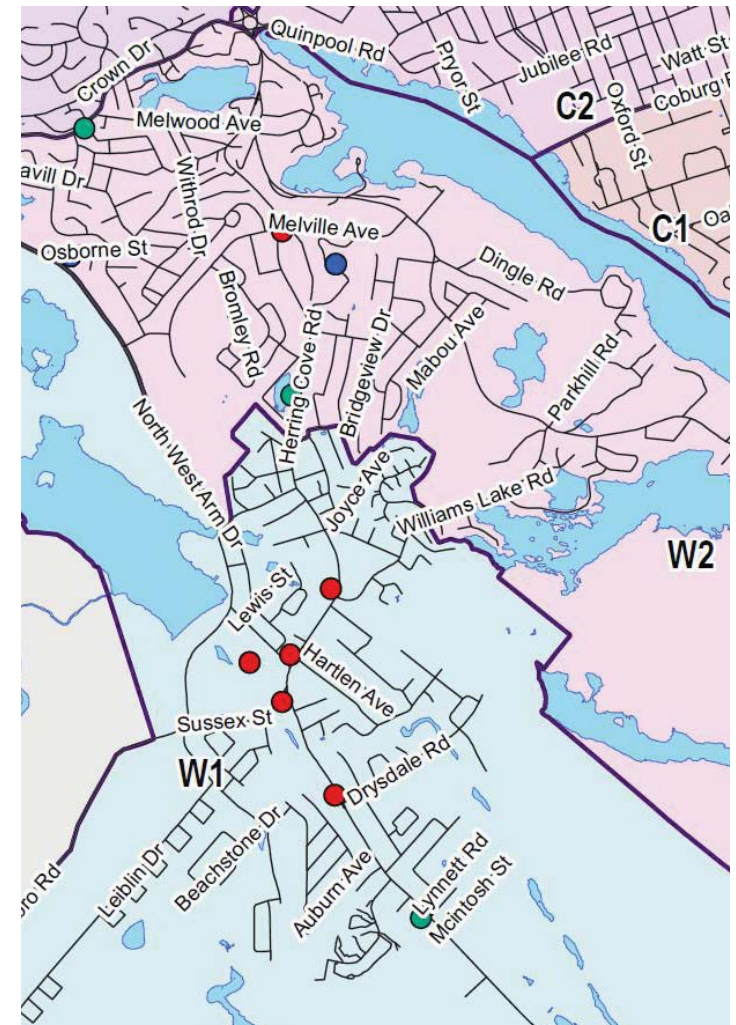 Quinpool Rd
Crown Dr
Pryor St
Jubilee Rd
Watt St
C2
Coburg
Oxford St
Melwood Ave
avill Dr
Withrod Dr
C1
Oa
Melville Ave
Osborne St
Dingle Rd
Bromley Rd
Herring Cove Rd
Bridgeview Dr
Mabou Ave
Parkhill Rd
North West Arm Dr
Joyce Ave
Williams Lake Rd
W2
Lewis St
Hartlen Ave
Sussex St
W1
Drysdale Rd
Leiblin Dr
Beachstone Dr
Auburn Ave
Lynnett Rd
Mcintosh St
oro Rd